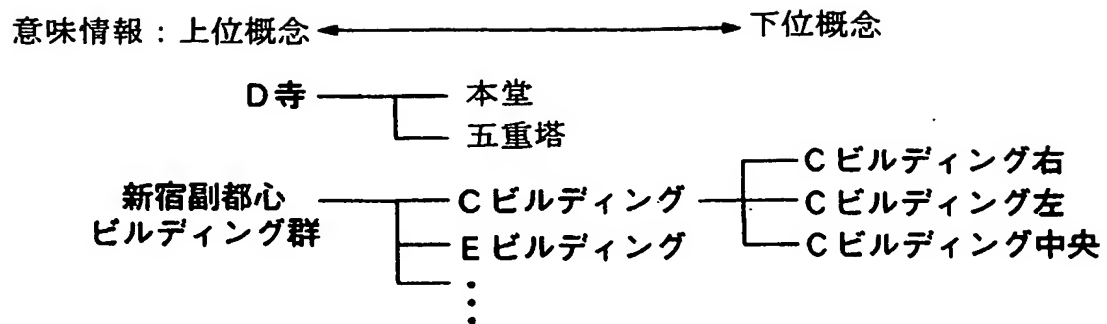 意味情報：上位概念 下位概念
D寺 本堂
五重塔
新宿副都心
ビルディング群
Cビルディング
Eビルディング
Cビルディング右
Cビルディング左
Cビルディング中央